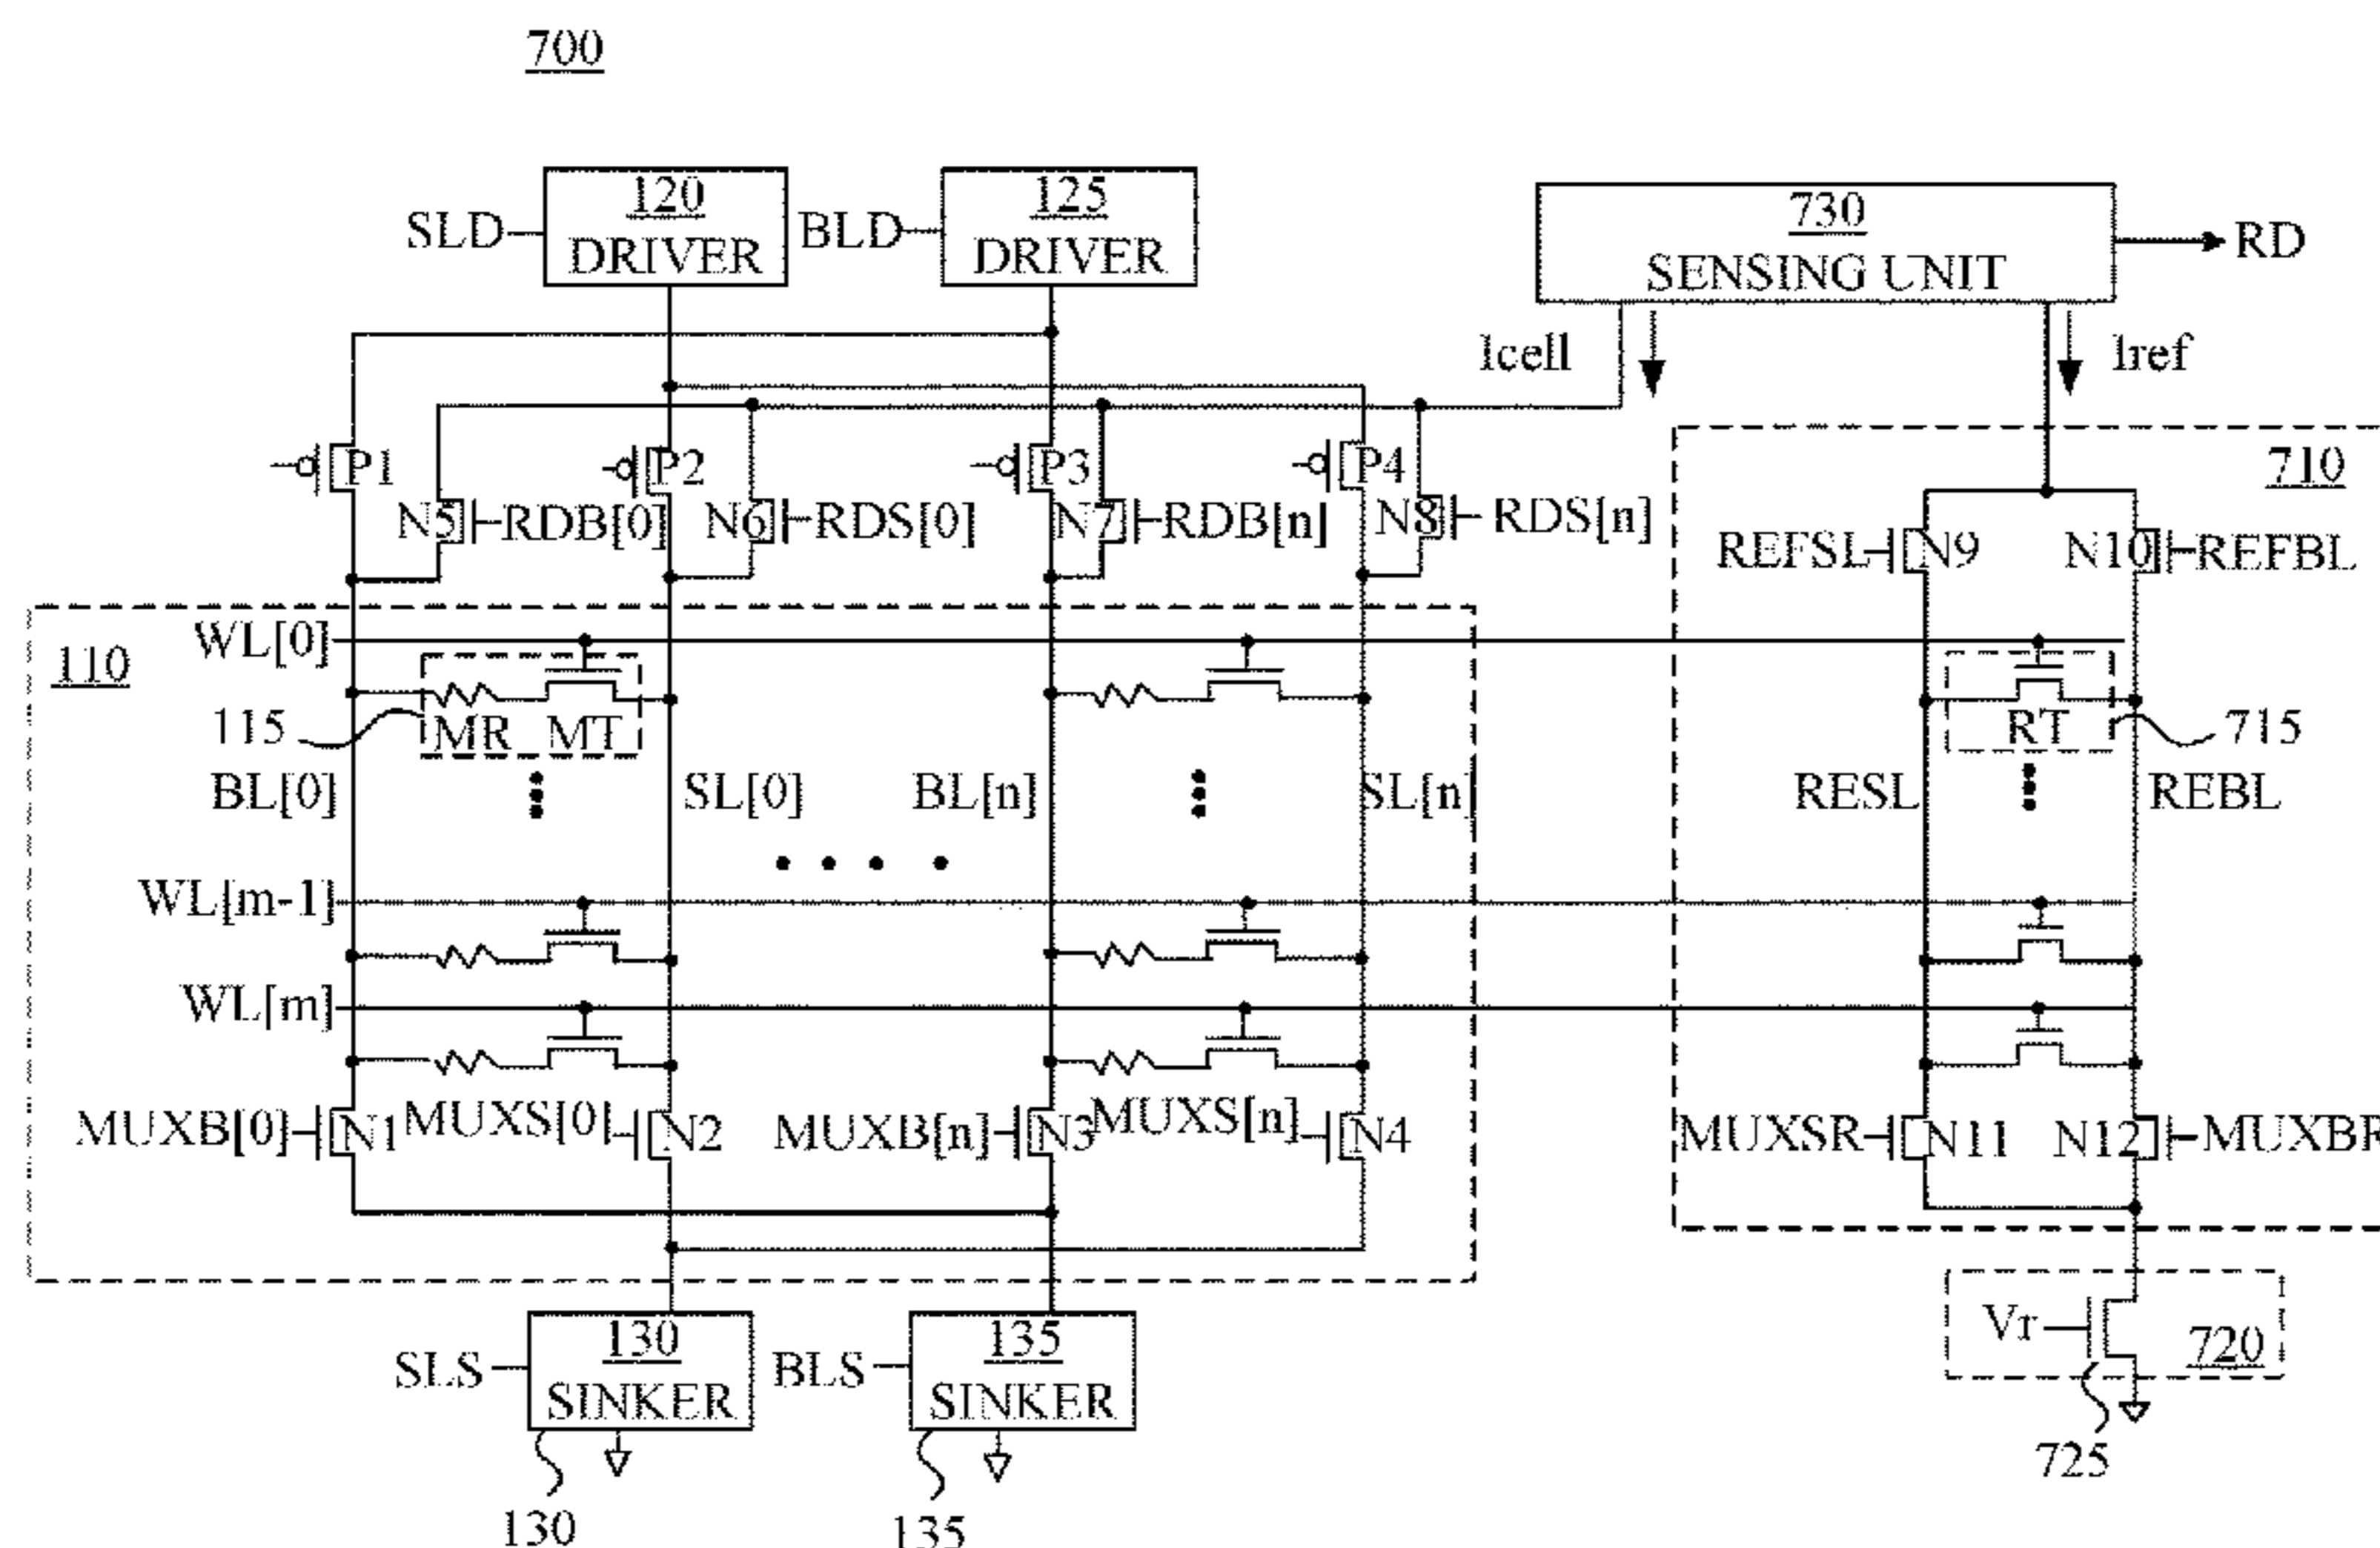 700
120
DRIVER
SLD
125
DRIVER
BLD
730
SENSING UNIT
RD
Icell
Iref
P1
P2
P3
P4
710
N5
RDB[0]
N6
RDS[0]
N7
RDB[n]
N8
RDS[n]
REFSL
N9
N10
REFBL
110
WL[0]
115
MR
MT
RT
715
BL[0]
SL[0]
BL[n]
SL[n]
RESL
REBL
WL[m-1]
WL[m]
MUXB[0]
N1
MUXS[0]
N2
MUXB[n]
N3
MUXS[n]
N4
MUXSR
N11
N12
MUXBR
SLS
130
SINKER
BLS
135
SINKER
Vr
720
725
130
135